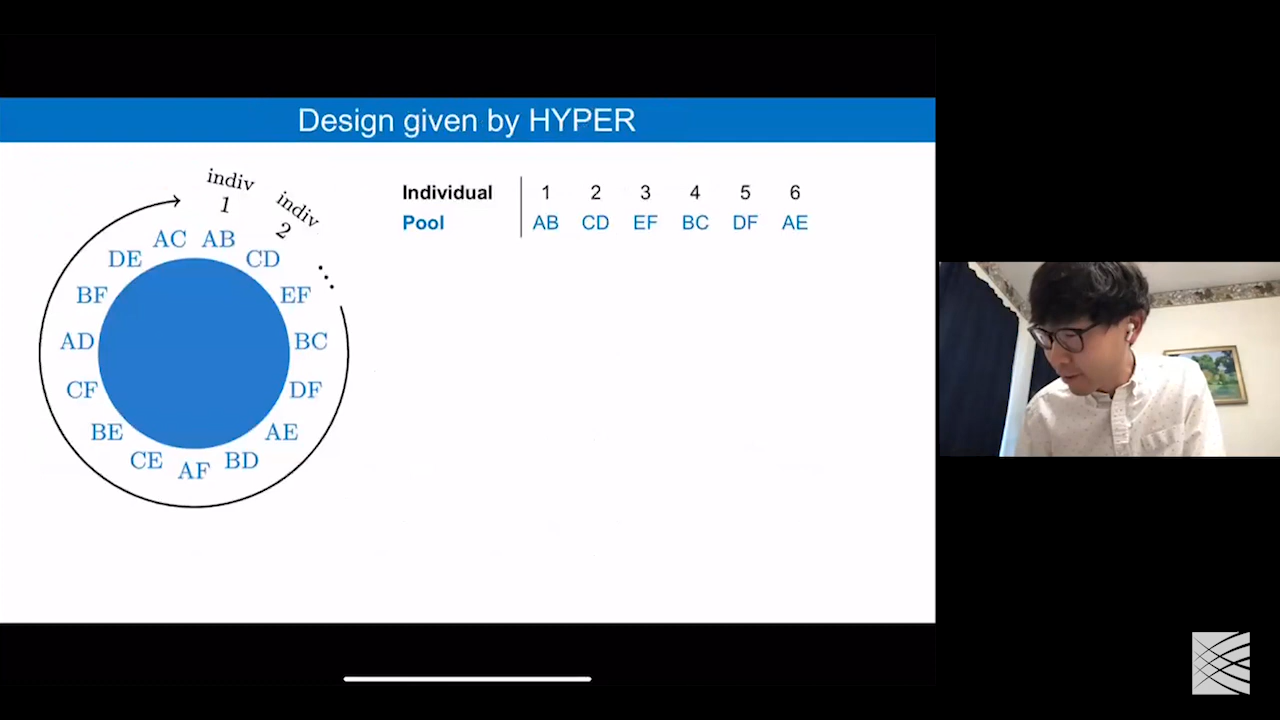 Design given by HYPER
indiv
1
indiv
2
...
AB
CD
EF
BC
DF
AE
BD
AF
CE
BE
CF
AD
BF
DE
AC
Individual 1 2 3 4 5 6
Pool AB CD EF BC DF AE